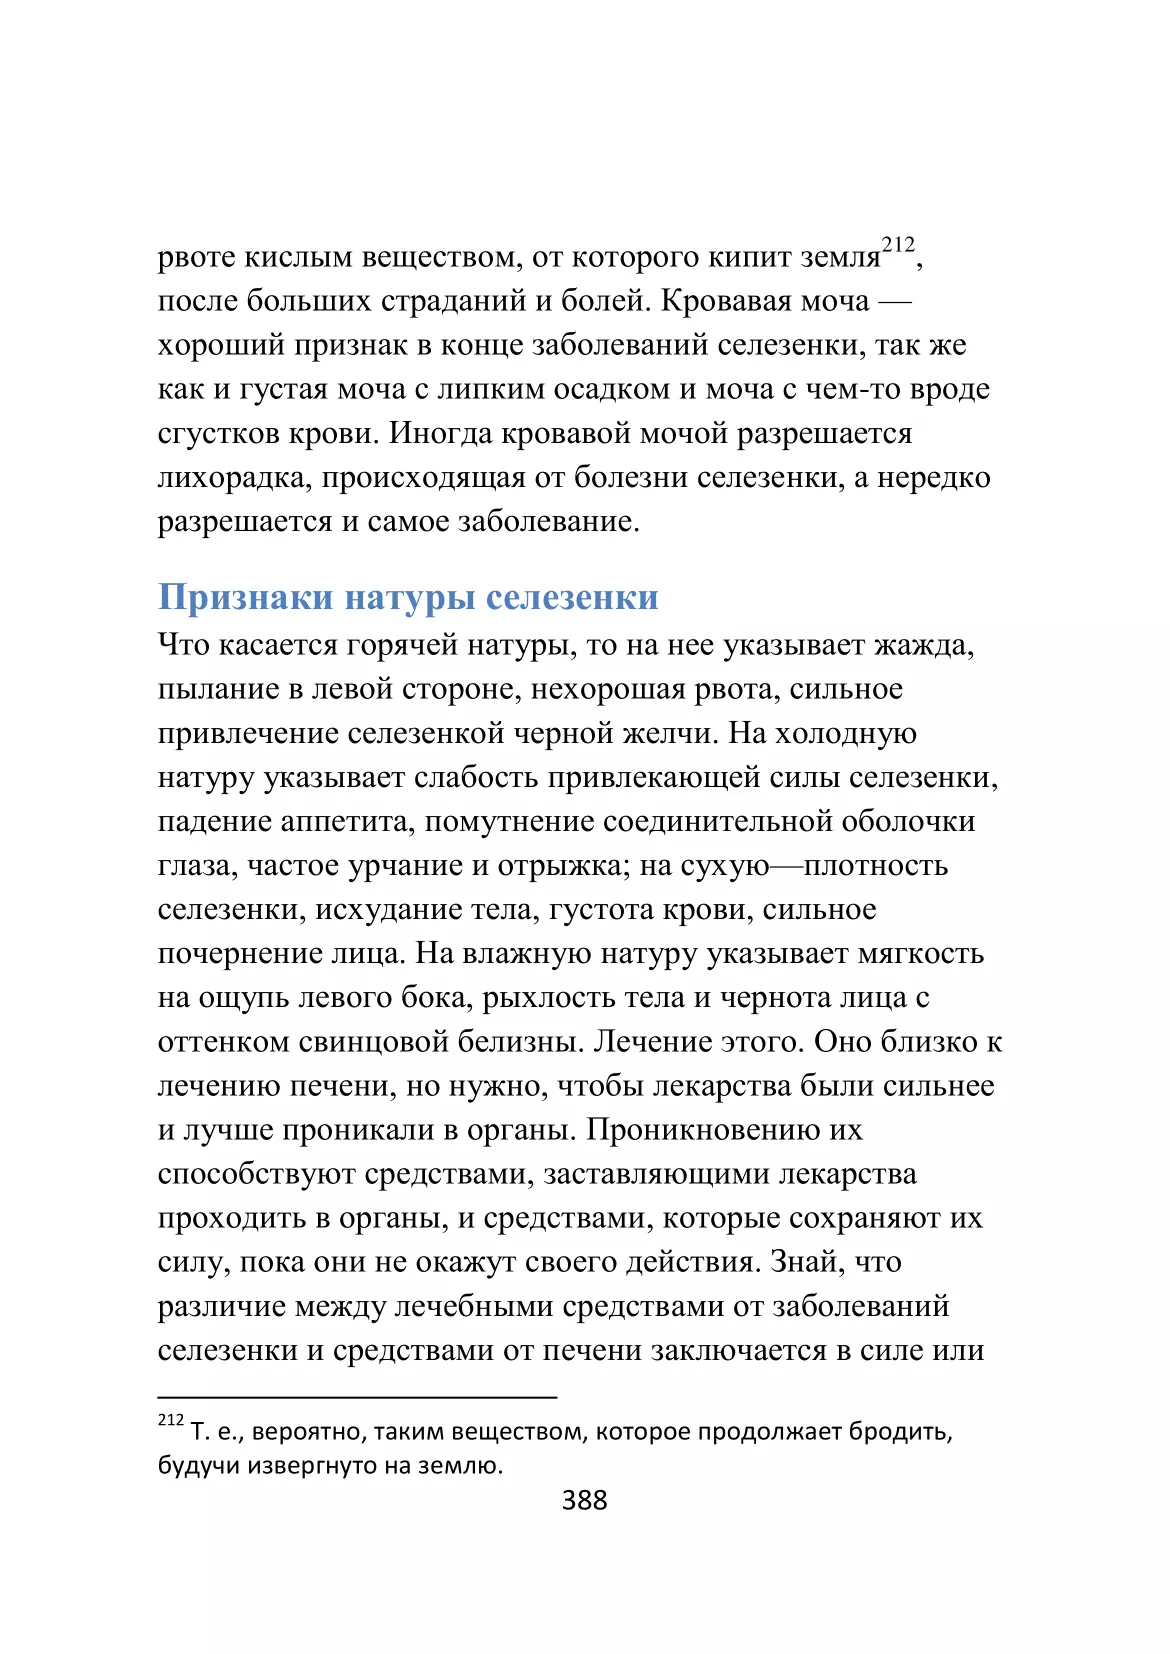 рвоте кислым веществом, от которого кипит земля212,
после больших страданий и болей. Кровавая моча —
хороший признак в конце заболеваний селезенки, так же
как и густая моча с липким осадком и моча с чем-то вроде
сгустков крови. Иногда кровавой мочой разрешается
лихорадка, происходящая от болезни селезенки, а нередко
разрешается и самое заболевание.
Признаки натуры селезенки
Что касается горячей натуры, то на нее указывает жажда,
пылание в левой стороне, нехорошая рвота, сильное
привлечение селезенкой черной желчи. На холодную
натуру указывает слабость привлекающей силы селезенки,
падение аппетита, помутнение соединительной оболочки
глаза, частое урчание и отрыжка; на сухую—плотность
селезенки, исхудание тела, густота крови, сильное
почернение лица. На влажную натуру указывает мягкость
на ощупь левого бока, рыхлость тела и чернота лица с
оттенком свинцовой белизны. Лечение этого. Оно близко к
лечению печени, но нужно, чтобы лекарства были сильнее
и лучше проникали в органы. Проникновению их
способствуют средствами, заставляющими лекарства
проходить в органы, и средствами, которые сохраняют их
силу, пока они не окажут своего действия. Знай, что
различие между лечебными средствами от заболеваний
селезенки и средствами от печени заключается в силе или
212 Т. е., вероятно, таким веществом, которое продолжает бродить,
будучи извергнуто на землю.
388